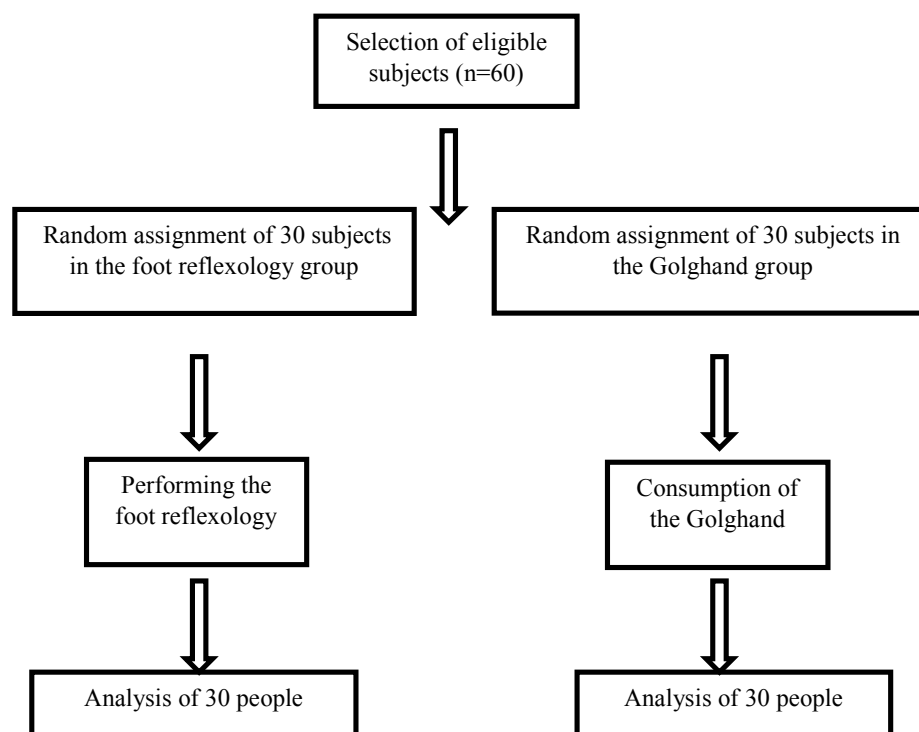 Selection of eligible
subjects (n=60)
Random assignment of 30 subjects
in the foot reflexology group
Random assignment of 30 subjects in
the Golghand group
Performing the
foot reflexology
Consumption of
the Golghand
Analysis of 30 people
Analysis of 30 people